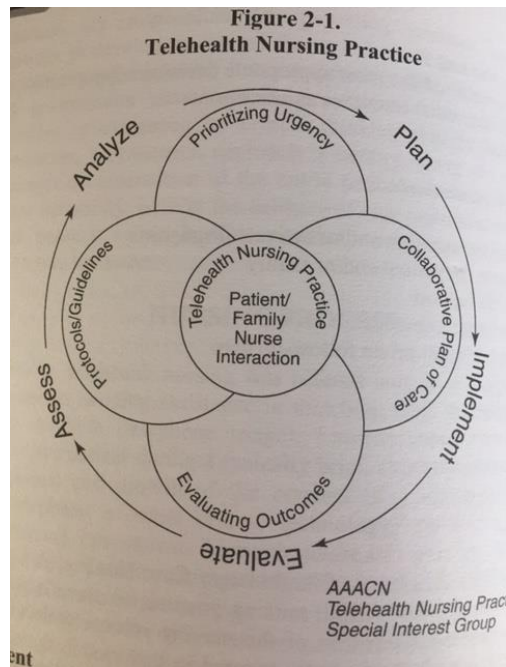 Figure 2-1.
Telehealth Nursing Practice
Analyze
Plan
Implement
Evaluate
Assess
Prioritizing Urgency
Collaborative Plan of Care
Evaluating Outcomes
Protocols/Guidelines
Telehealth Nursing Practice
Patient/
Family
Nurse
Interaction
AAACN
Telehealth Nursing Prac
Special Interest Group
ent